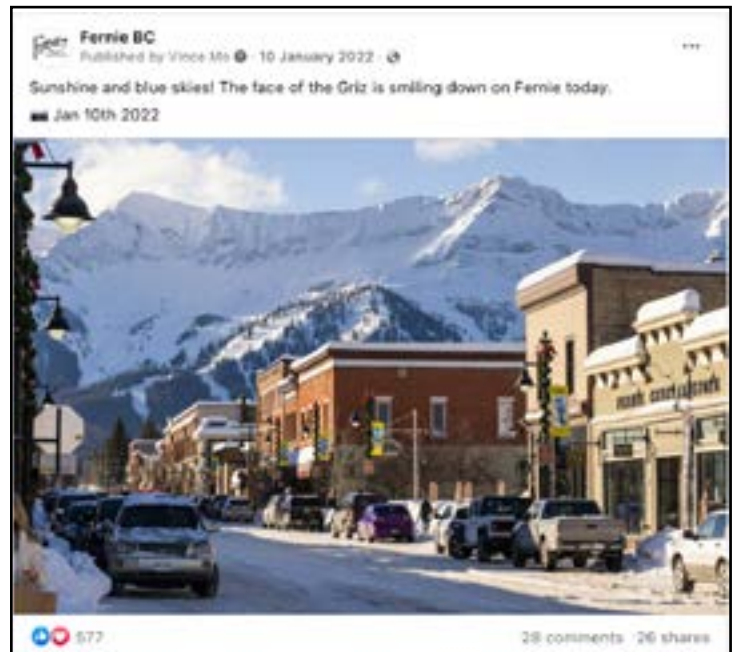 Fernie BC
Published by Vince Mo · 10 January 2022 ·
Sunshine and blue skies! The face of the Griz is smiling down on Fernie today.
Jan 10th 2022
577
28 comments 26 shares